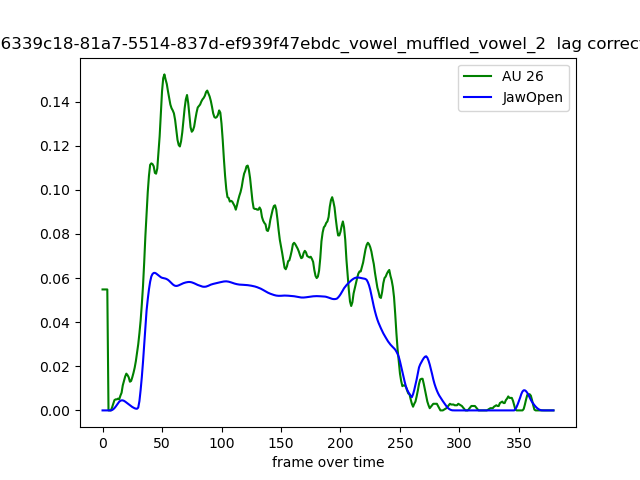 6339c18-81a7-5514-837d-ef939f47ebdc_vowel_muffled_vowel_2 lag correc
AU 26
JawOpen
0.14
0.12
0.10
0.08
0.06
0.04
0.02
0.00
0 50 100 150 200 250 300 350
frame over time